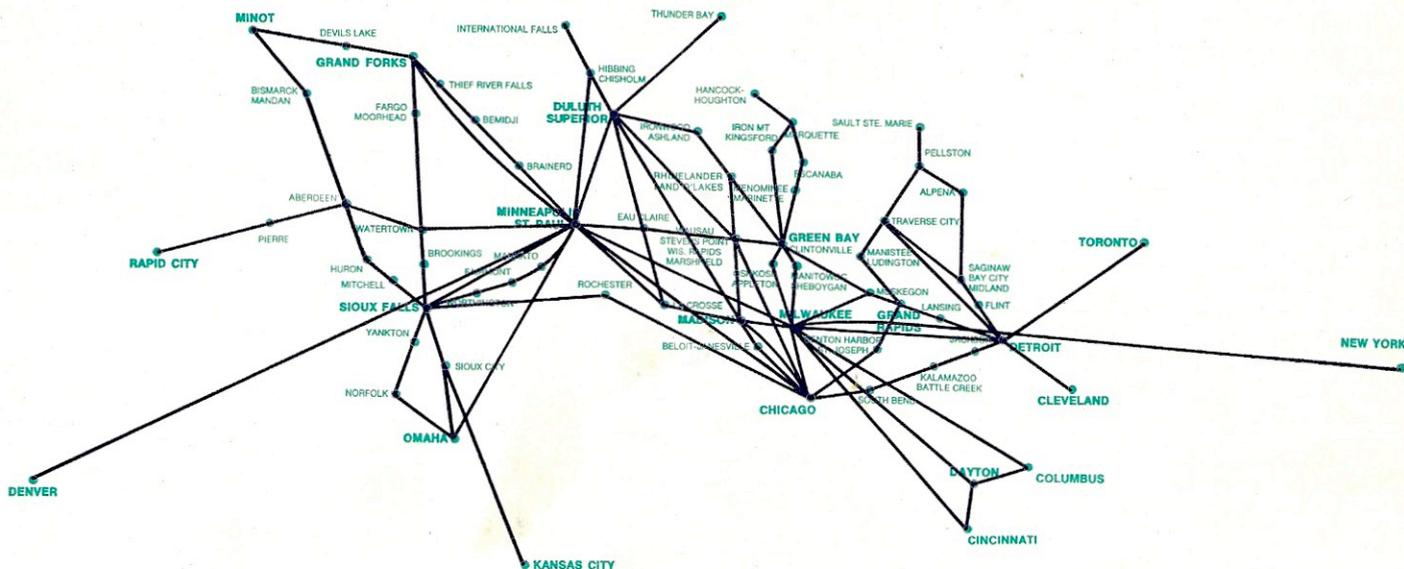 MINOT
DEVILS LAKE
GRAND FORKS
THIEF RIVER FALLS
BISMARCK
MANDAN
FARGO
MOORHEAD
BEMIDJI
BRAINERD
INTERNATIONAL FALLS
THUNDER BAY
HIBBING
CHISHOLM
DULUTH
SUPERIOR
HANCOCK-
HOUGHTON
IRONWOOD
ASHLAND
IRON MT
KINGSFORD
MARQUETTE
SAULT STE. MARIE
PELLSTON
ESCANABA
RHINELANDER
LAND O'LAKES
MENOMINEE
MARINETTE
ALPENA
ABERDEEN
PIERRE
RAPID CITY
WATERTOWN
MINNEAPOLIS
ST. PAUL
EAU CLAIRE
WAUSAU
STEVENS POINT
WIS. RAPIDS
MARSHFIELD
GREEN BAY
CLINTONVILLE
TRAVERSE CITY
TORONTO
BROOKINGS
MANKATO
FAIRMONT
WORTHINGTON
HURON
MITCHELL
SIOUX FALLS
ROCHESTER
LA CROSSE
OSHKOSH
APPLETON
MANITOWOC
SHEBOYGAN
MANISTEE
LUDINGTON
SAGINAW
BAY CITY
MIDLAND
MUSKEGON
LANSING
FLINT
MADISON
MILWAUKEE
GRAND
RAPIDS
YANKTON
BELOIT-JANESVILLE
BENTON HARBOR
ST. JOSEPH
JACKSON
DETROIT
NEW YORK
SIOUX CITY
NORFOLK
KALAMAZOO
BATTLE CREEK
SOUTH BEND
CHICAGO
CLEVELAND
OMAHA
DENVER
DAYTON
COLUMBUS
CINCINNATI
KANSAS CITY